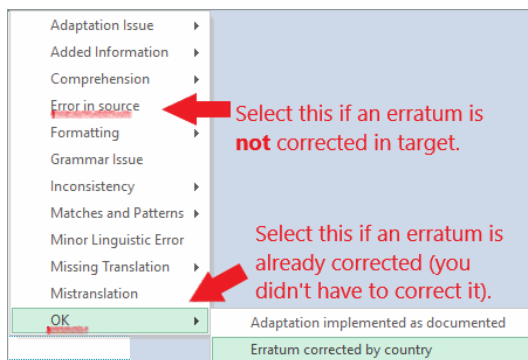 Adaptation Issue
Added Information
Comprehension
Error in source
Formatting
Grammar Issue
Inconsistency
Matches and Patterns
Minor Linguistic Error
Missing Translation
Mistranslation
OK
Select this if an erratum is
not corrected in target.
Select this if an erratum is
already corrected (you
didn't have to correct it).
Adaptation implemented as documented
Erratum corrected by country